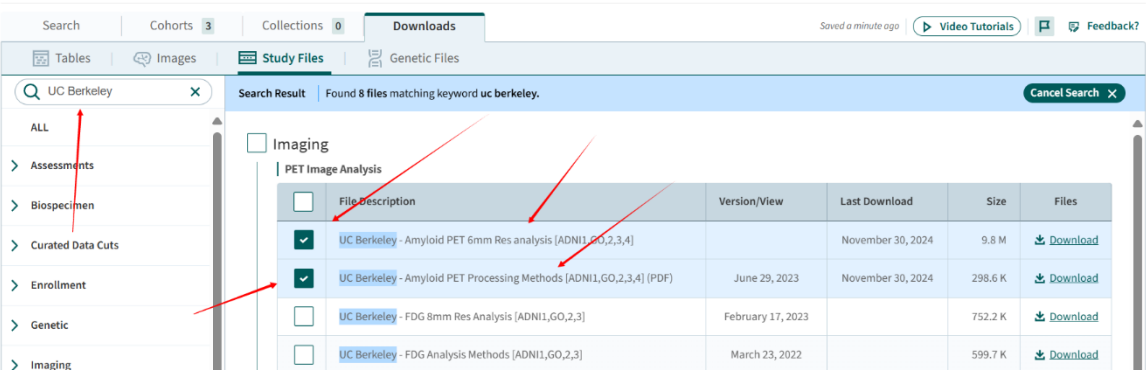 Search Cohorts 3 Collections 0 Downloads Saved a minute ago Video Tutorials Feedback?
Tables Images Study Files Genetic Files
UC Berkeley X Search Result Found 8 files matching keyword uc berkeley. Cancel Search X
ALL
Imaging
Assessments PET Image Analysis
Biospecimen File Description Version/View Last Download Size Files
Curated Data Cuts UC Berkeley - Amyloid PET 6mm Res analysis [ADNI1,GO,2,3,4] November 30, 2024 9.8 M Download
Enrollment UC Berkeley - Amyloid PET Processing Methods [ADNI1,GO,2,3,4] (PDF) June 29, 2023 November 30, 2024 298.6 K Download
Genetic UC Berkeley - FDG 8mm Res Analysis [ADNI1,GO,2,3] February 17, 2023 752.2 K Download
Imaging UC Berkeley - FDG Analysis Methods [ADNI1,GO,2,3] March 23, 2022 599.7 K Download